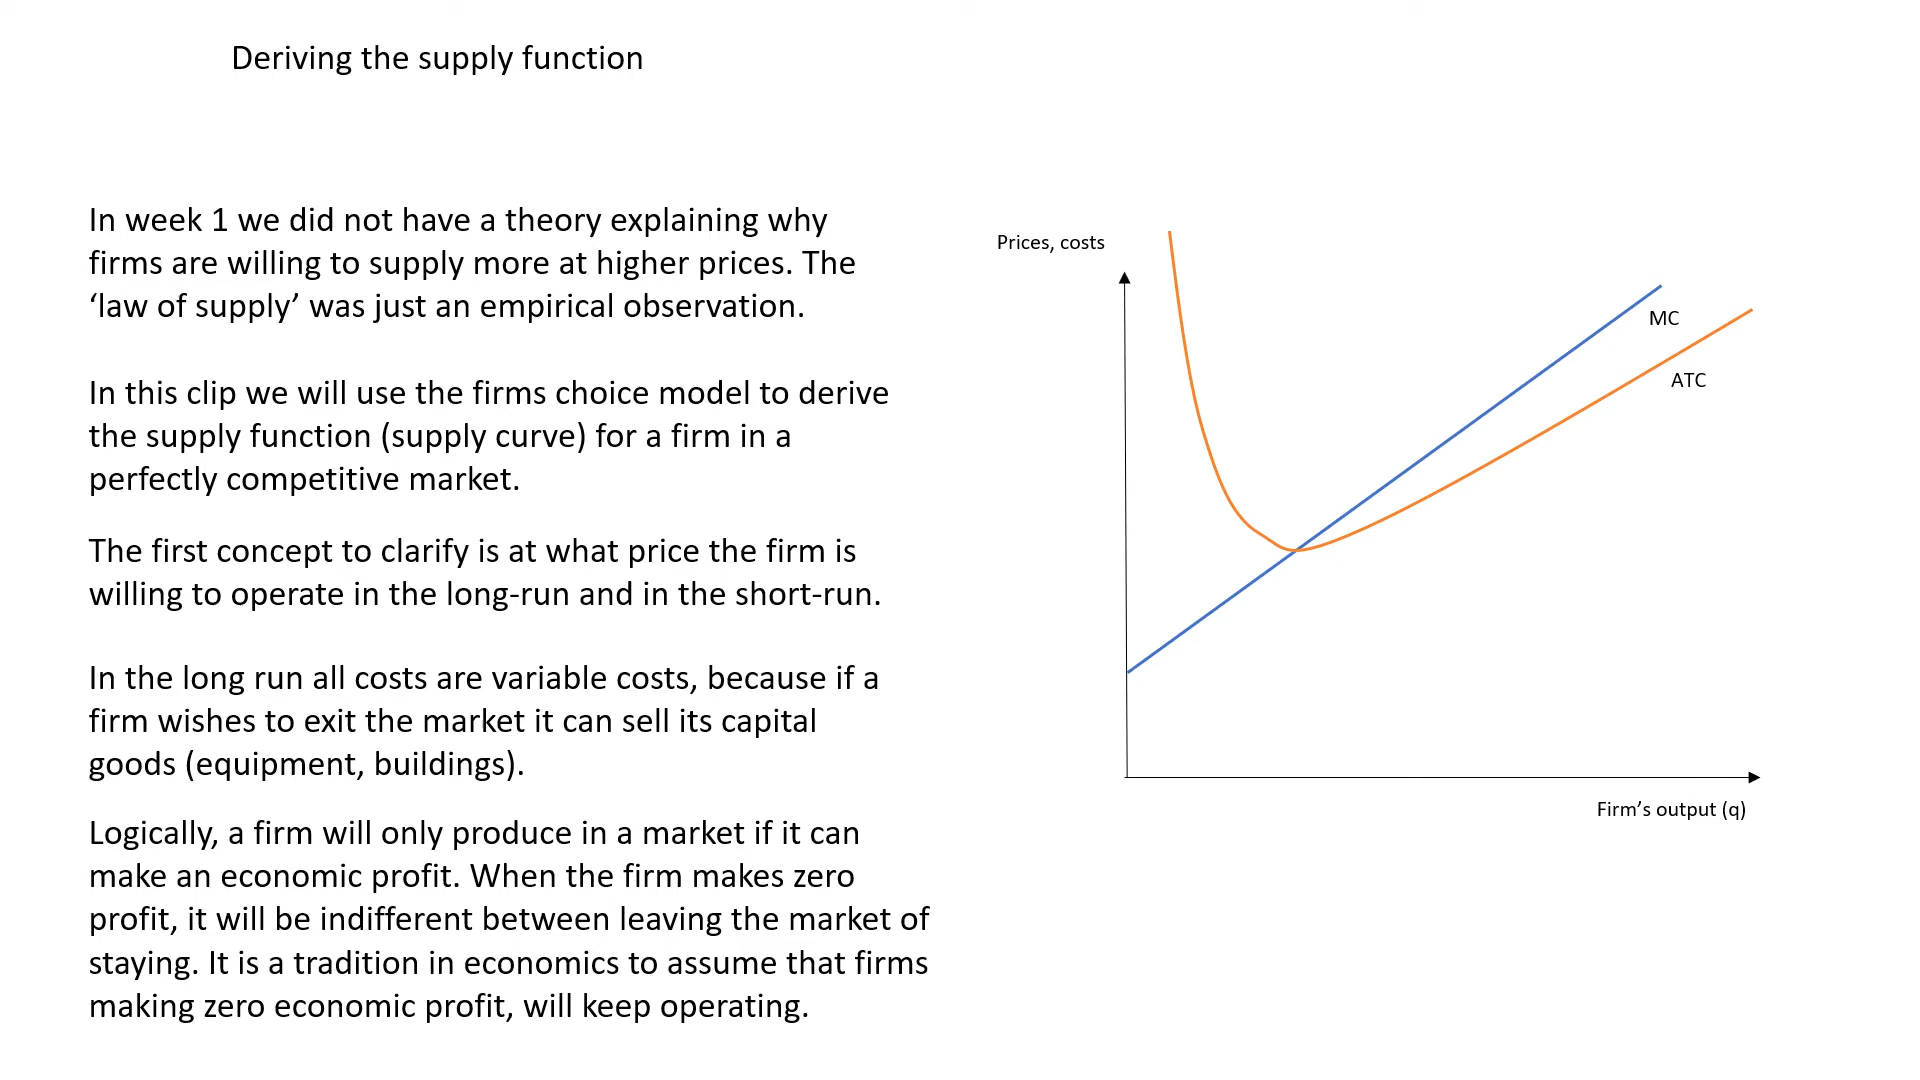 Deriving the supply function
In week 1 we did not have a theory explaining why
firms are willing to supply more at higher prices. The
‘law of supply’ was just an empirical observation.
In this clip we will use the firms choice model to derive
the supply function (supply curve) for a firm in a
perfectly competitive market.
The first concept to clarify is at what price the firm is
willing to operate in the long-run and in the short-run.
In the long run all costs are variable costs, because if a
firm wishes to exit the market it can sell its capital
goods (equipment, buildings).
Logically, a firm will only produce in a market if it can
make an economic profit. When the firm makes zero
profit, it will be indifferent between leaving the market of
staying. It is a tradition in economics to assume that firms
making zero economic profit, will keep operating.
Prices, costs
MC
ATC
Firm’s output (q)